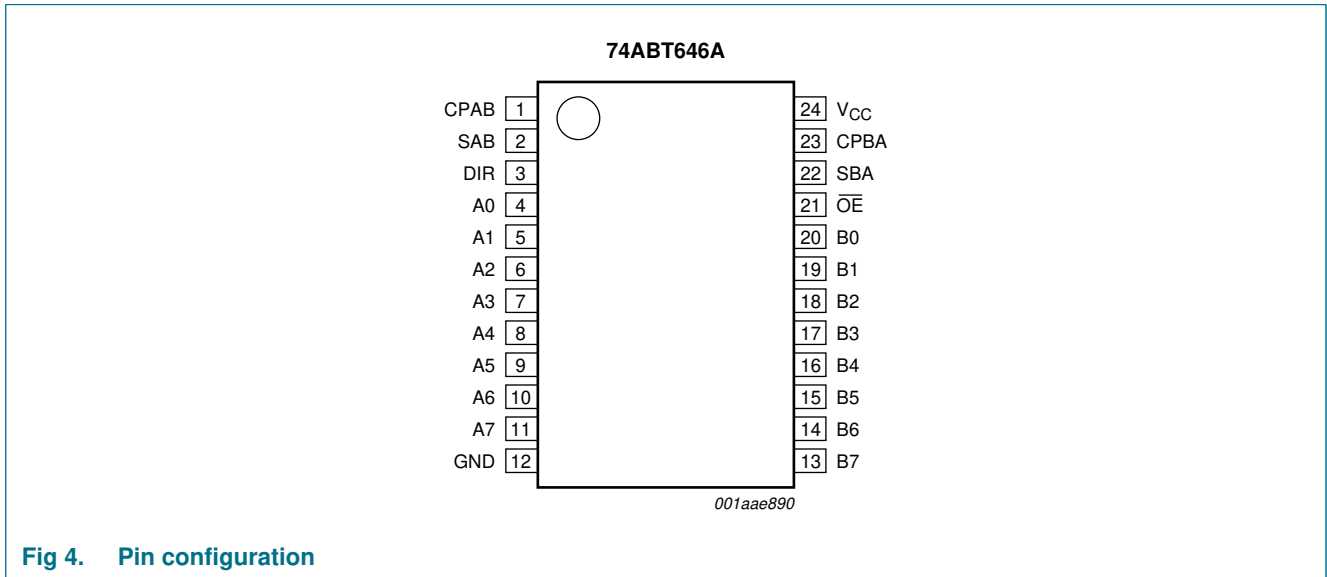 74ABT646A
CPAB 1 24 VCC
SAB 2 23 CPBA
DIR 3 22 SBA
A0 4 21 O̅E̅
A1 5 20 B0
A2 6 19 B1
A3 7 18 B2
A4 8 17 B3
A5 9 16 B4
A6 10 15 B5
A7 11 14 B6
GND 12 13 B7
001aae890
Fig 4. Pin configuration